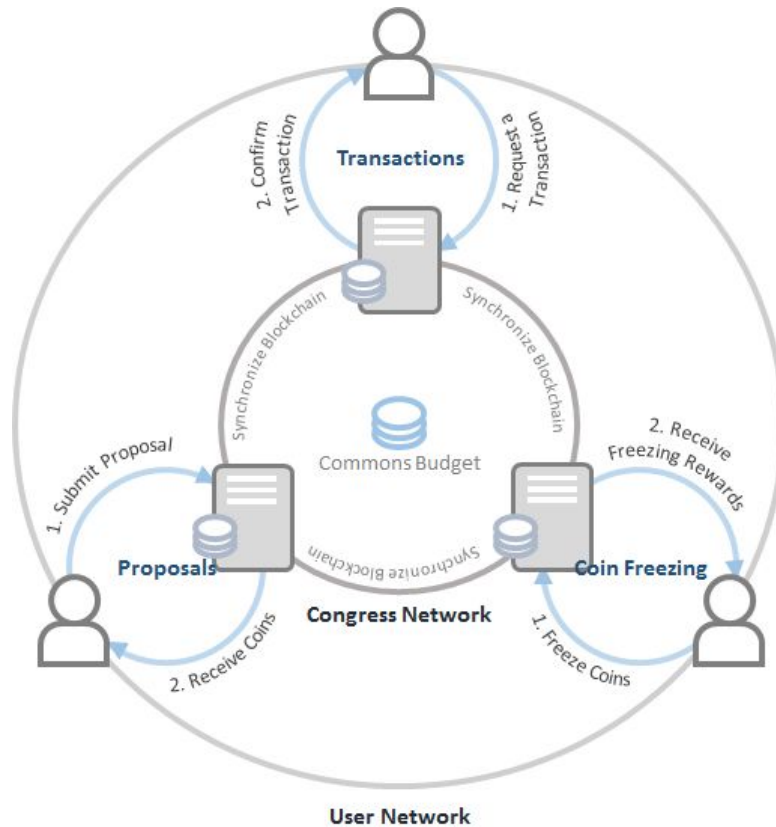 2. Confirm
Transaction
Transactions
1. Request a
Transaction
Synchronize Blockchain
Synchronize Blockchain
Commons Budget
1. Submit Proposal
Proposals
2. Receive Coins
2. Receive
Freezing Rewards
Coin Freezing
1. Freeze Coins
Synchronize Blockchain
Congress Network
User Network